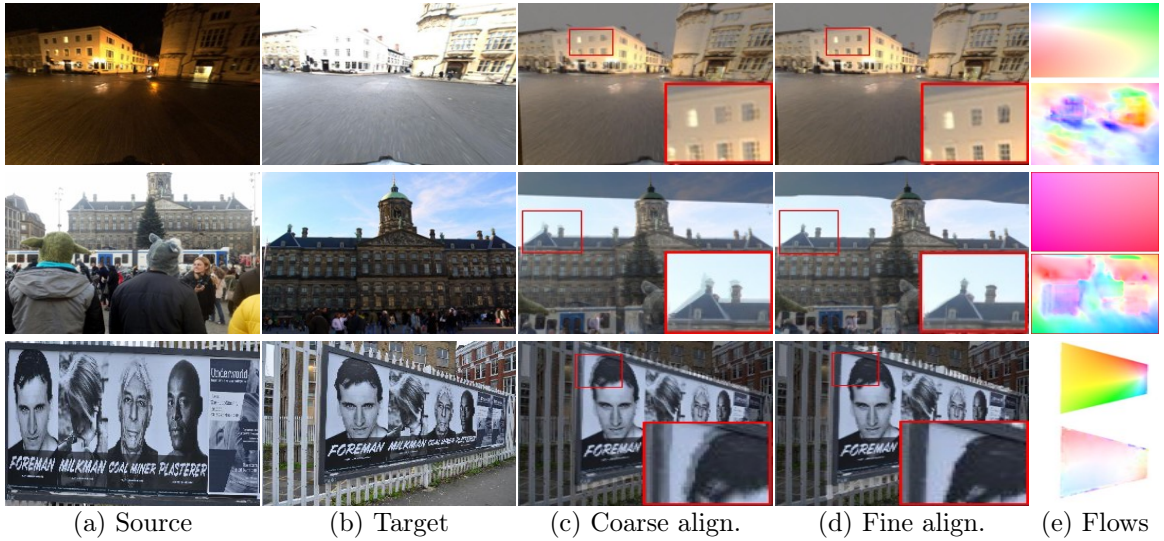 Underworld
FOREMAN MILKMAN COAL MINER PLASTERER
FOREMAN MILKMAN COAL MINER PLASTERER
FOREMAN
FOREMAN
(a) Source (b) Target (c) Coarse align. (d) Fine align. (e) Flows